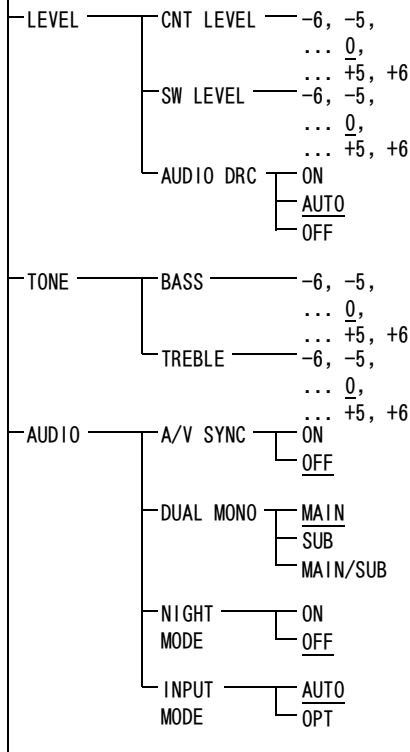 LEVEL CNT LEVEL -6, -5,
... 0,
... +5, +6
SW LEVEL -6, -5,
... 0,
... +5, +6
AUDIO DRC ON
AUTO
OFF
TONE BASS -6, -5,
... 0,
... +5, +6
TREBLE -6, -5,
... 0,
... +5, +6
AUDIO A/V SYNC ON
OFF
DUAL MONO MAIN
SUB
MAIN/SUB
NIGHT ON
MODE OFF
INPUT AUTO
MODE OPT